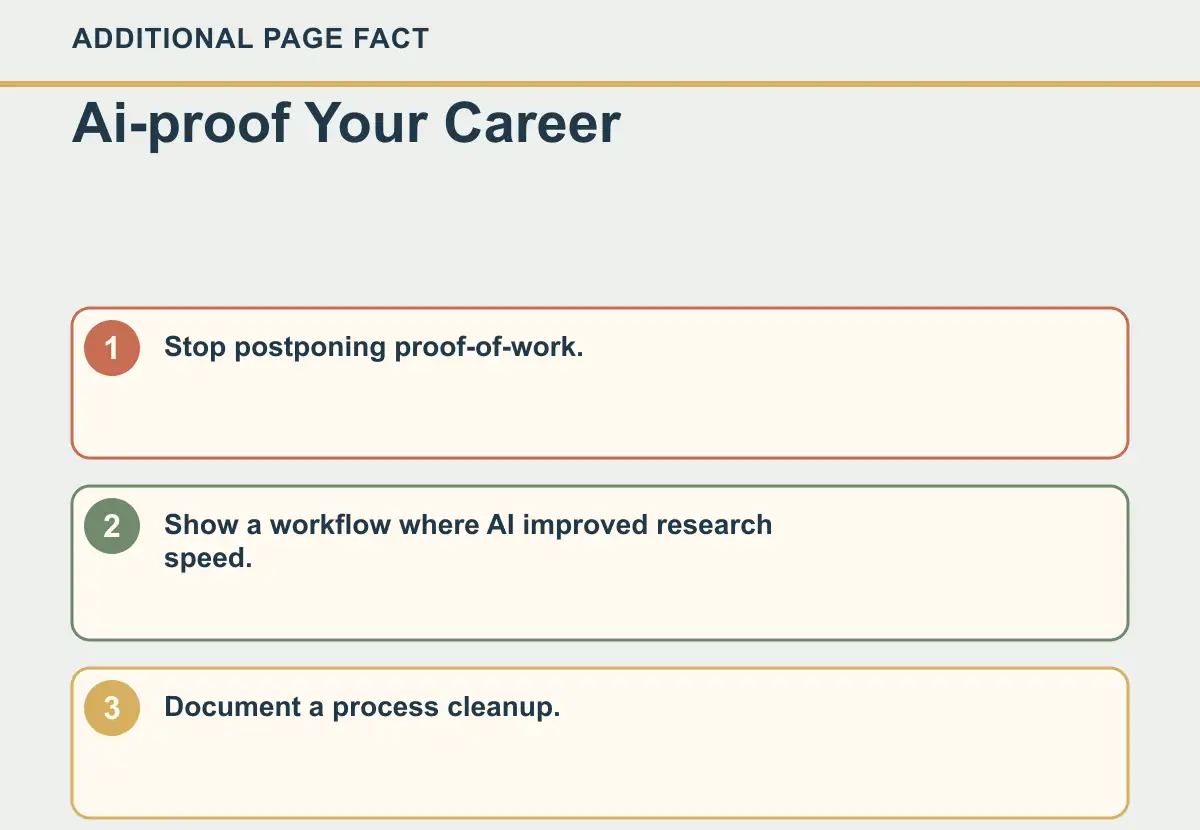 ADDITIONAL PAGE FACT
Ai-proof Your Career
1
Stop postponing proof-of-work.
2
Show a workflow where AI improved research
speed.
3
Document a process cleanup.